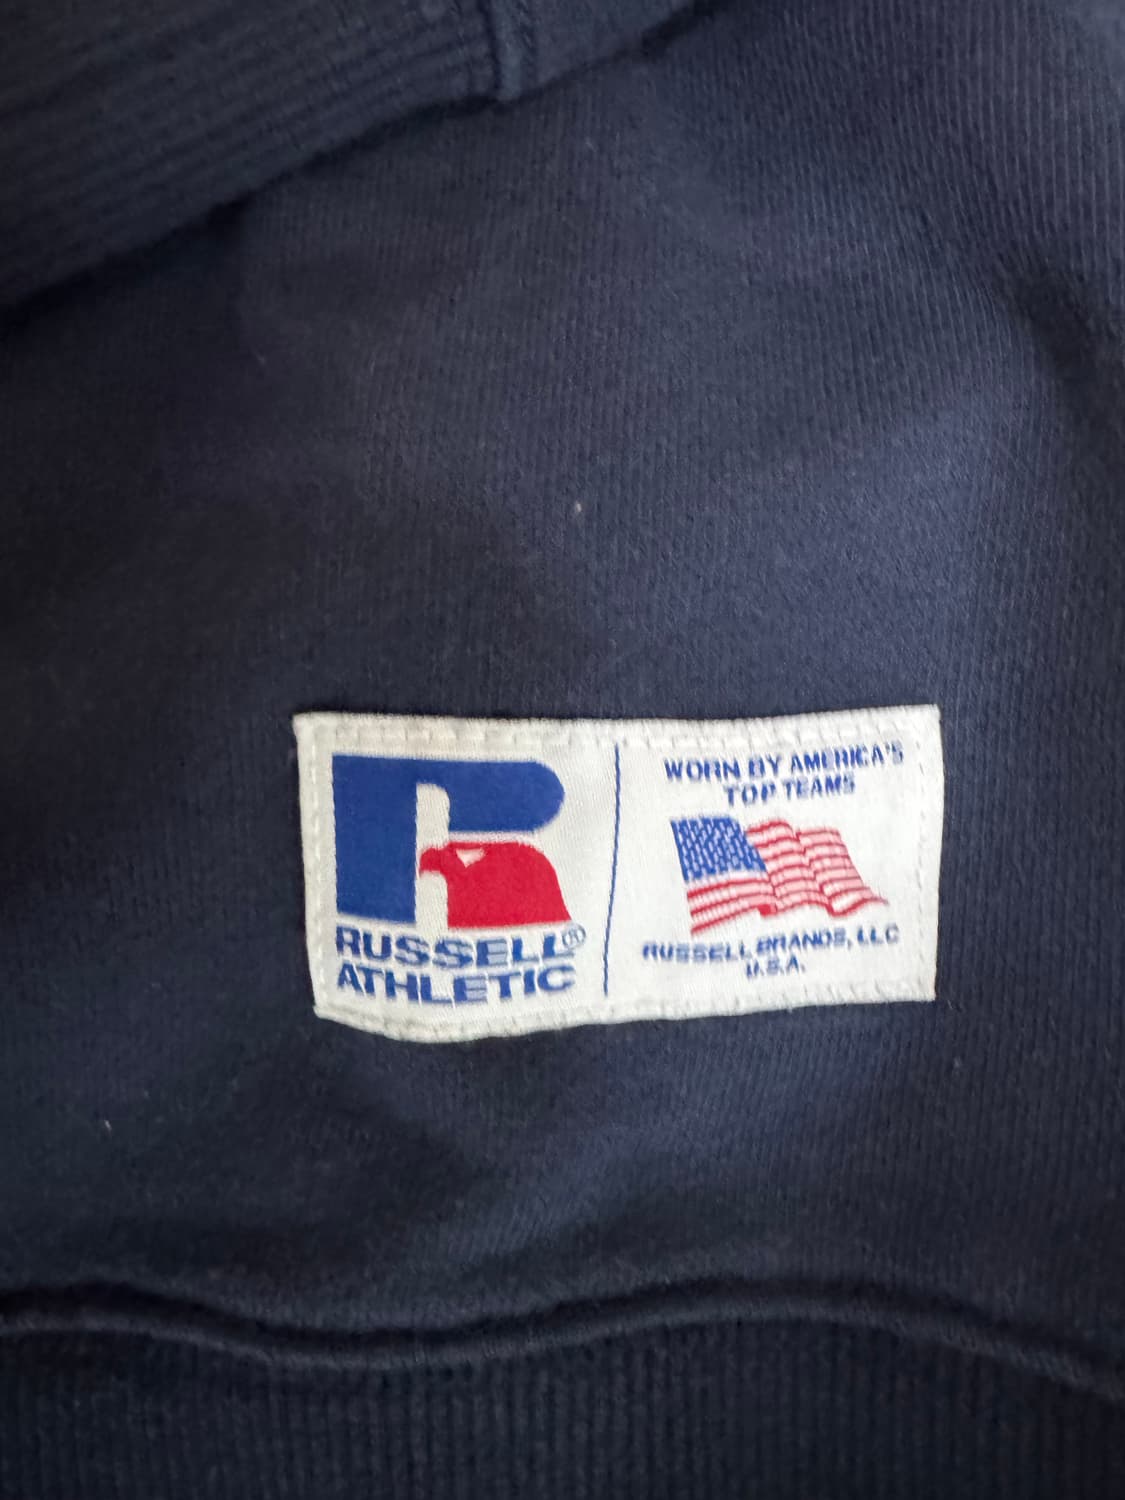 RUSSELL®
ATHLETIC
WORN BY AMERICA'S
TOP TEAMS
RUSSELL BRANDS, LLC
U.S.A.